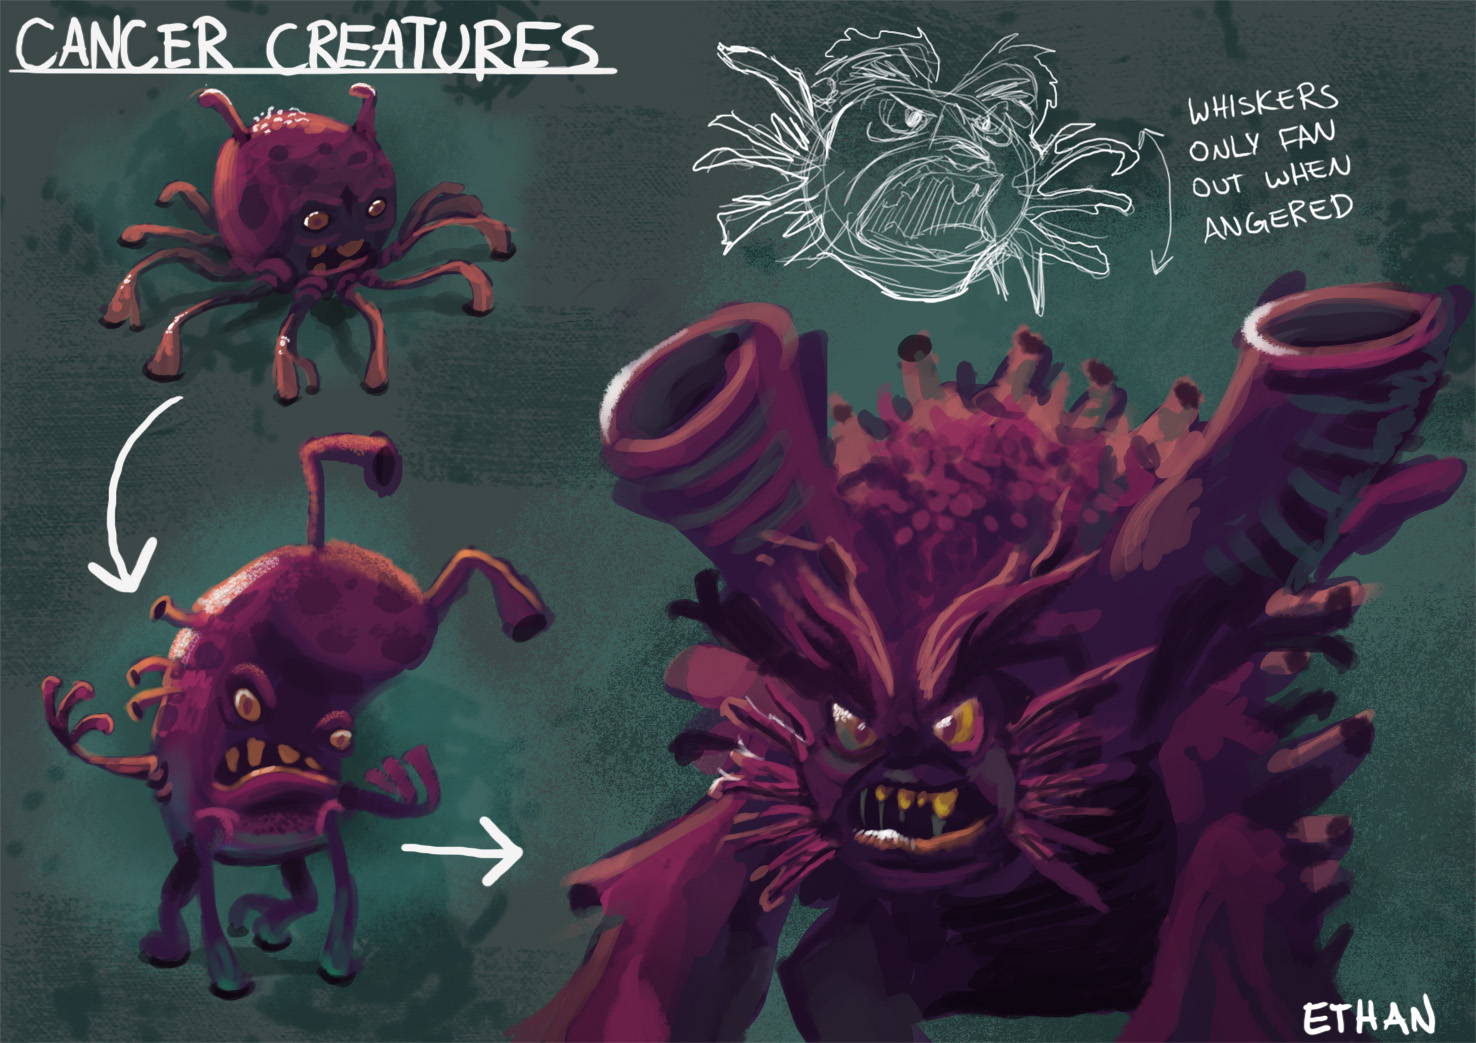 CANCER CREATURES
WHISKERS
ONLY FAN
OUT WHEN
ANGERED
ETHAN